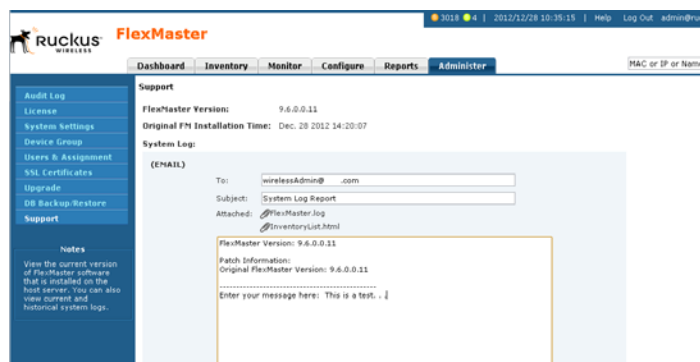 3018 4 | 2012/12/28 10:35:15 | Help Log Out admin@ru
Ruckus WIRELESS FlexMaster
Dashboard Inventory Monitor Configure Reports Administer MAC or IP or Name
Audit Log
License
System Settings
Device Group
Users & Assignment
SSL Certificates
Upgrade
DB Backup/Restore
Support
Notes
View the current version
of FlexMaster software
that is installed on the
host server. You can also
view current and
historical system logs.
Support
FlexMaster Version: 9.6.0.0.11
Original FM Installation Time: Dec. 28 2012 14:20:07
System Log:
(EMAIL)
To: wirelessAdmin@ .com
Subject: System Log Report
Attached: FlexMaster.log
InventoryList.html
FlexMaster Version: 9.6.0.0.11
Patch Information:
Original FlexMaster Version: 9.6.0.0.11
------------------------------------------------
Enter your message here: This is a test. . .